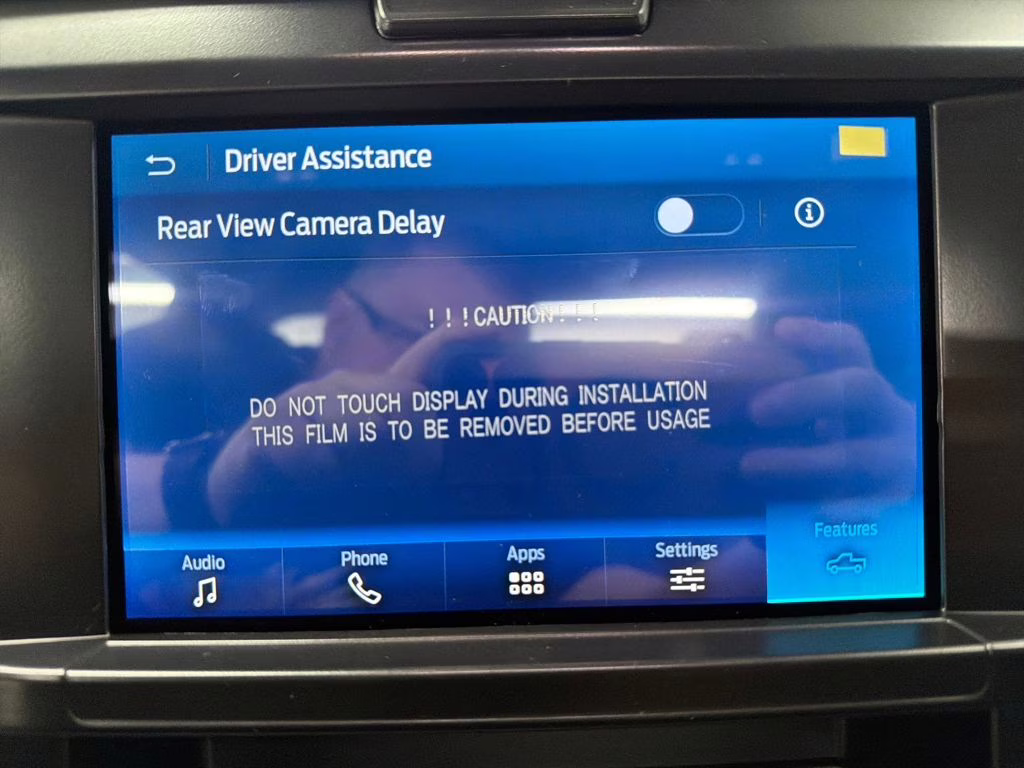 Driver Assistance
Rear View Camera Delay
! ! ! CAUTION ! ! !
DO NOT TOUCH DISPLAY DURING INSTALLATION
THIS FILM IS TO BE REMOVED BEFORE USAGE
Audio Phone Apps Settings Features